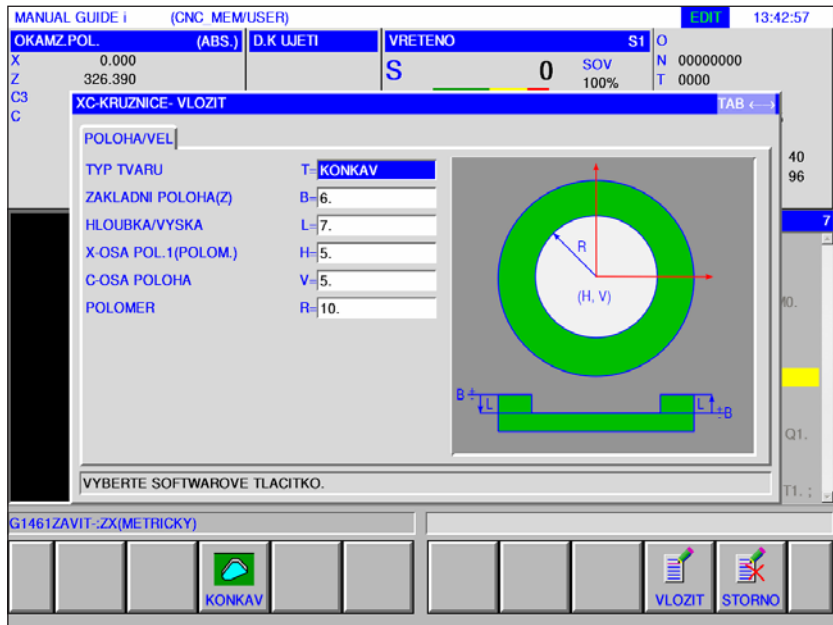 MANUAL GUIDE i (CNC_MEM/USER) EDIT 13:42:57
OKAMZ.POL. (ABS.) D.K UJETI VRETENO S1 O
X 0.000 S 0 SOV N 00000000
Z 326.390 100% T 0000
C3
C
XC-KRUZNICE- VLOZIT TAB ←→
POLOHA/VEL
TYP TVARU T= KONKAV
ZAKLADNI POLOHA(Z) B= 6.
HLOUBKA/VYSKA L= 7.
X-OSA POL.1(POLOM.) H= 5.
C-OSA POLOHA V= 5.
POLOMER R= 10.
R
(H, V)
B ± L L ±B
40
96
7
M0.
Q1.
T1. ;
VYBERTE SOFTWAROVE TLACITKO.
G1461ZAVIT-:ZX(METRICKY)
KONKAV VLOZIT STORNO